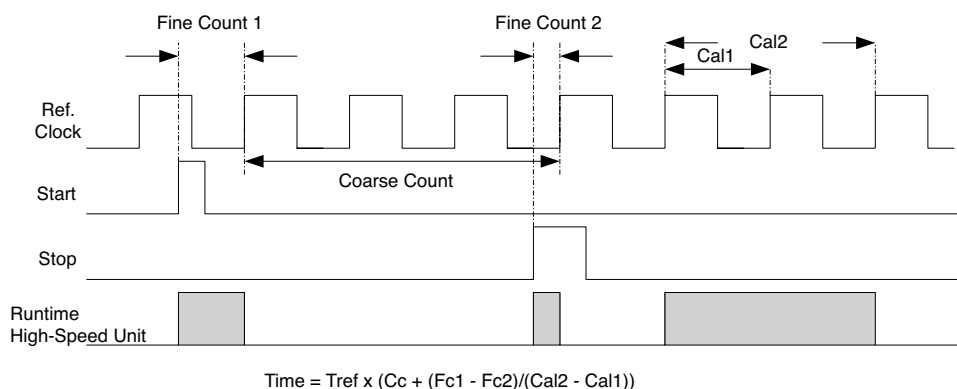 Fine Count 1
Fine Count 2
Cal2
Cal1
Ref.
Clock
Coarse Count
Start
Stop
Runtime
High-Speed Unit
Time = Tref x (Cc + (Fc1 - Fc2)/(Cal2 - Cal1))